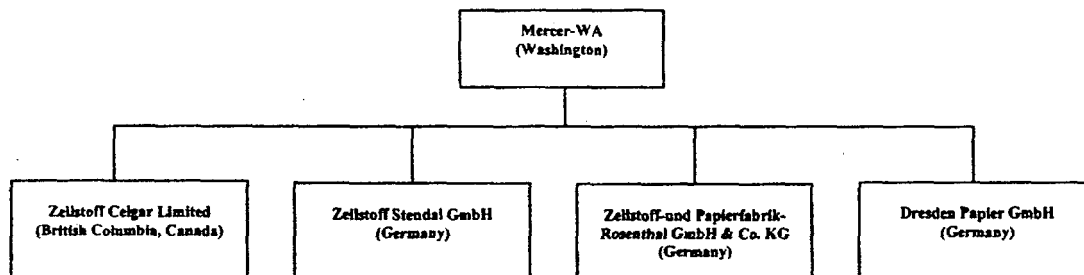 Mercer-WA
(Washington)
Zellstoff Celgar Limited
(British Columbia, Canada)
Zellstoff Stendal GmbH
(Germany)
Zellstoff-und Papierfabrik-
Rosenthal GmbH & Co. KG
(Germany)
Dresden Papier GmbH
(Germany)